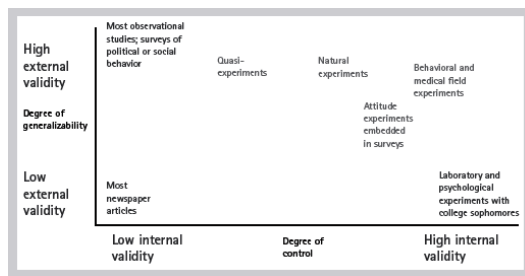 Most observational
studies; surveys of
political or social
behavior
High
external
validity
Quasi-
experiments
Natural
experiments
Behavioral and
medical field
experiments
Degree of
generalizability
Attitude
experiments
embedded
in surveys
Low
external
validity
Most
newspaper
articles
Laboratory and
psychological
experiments with
college sophomores
Low internal
validity
Degree of
control
High internal
validity